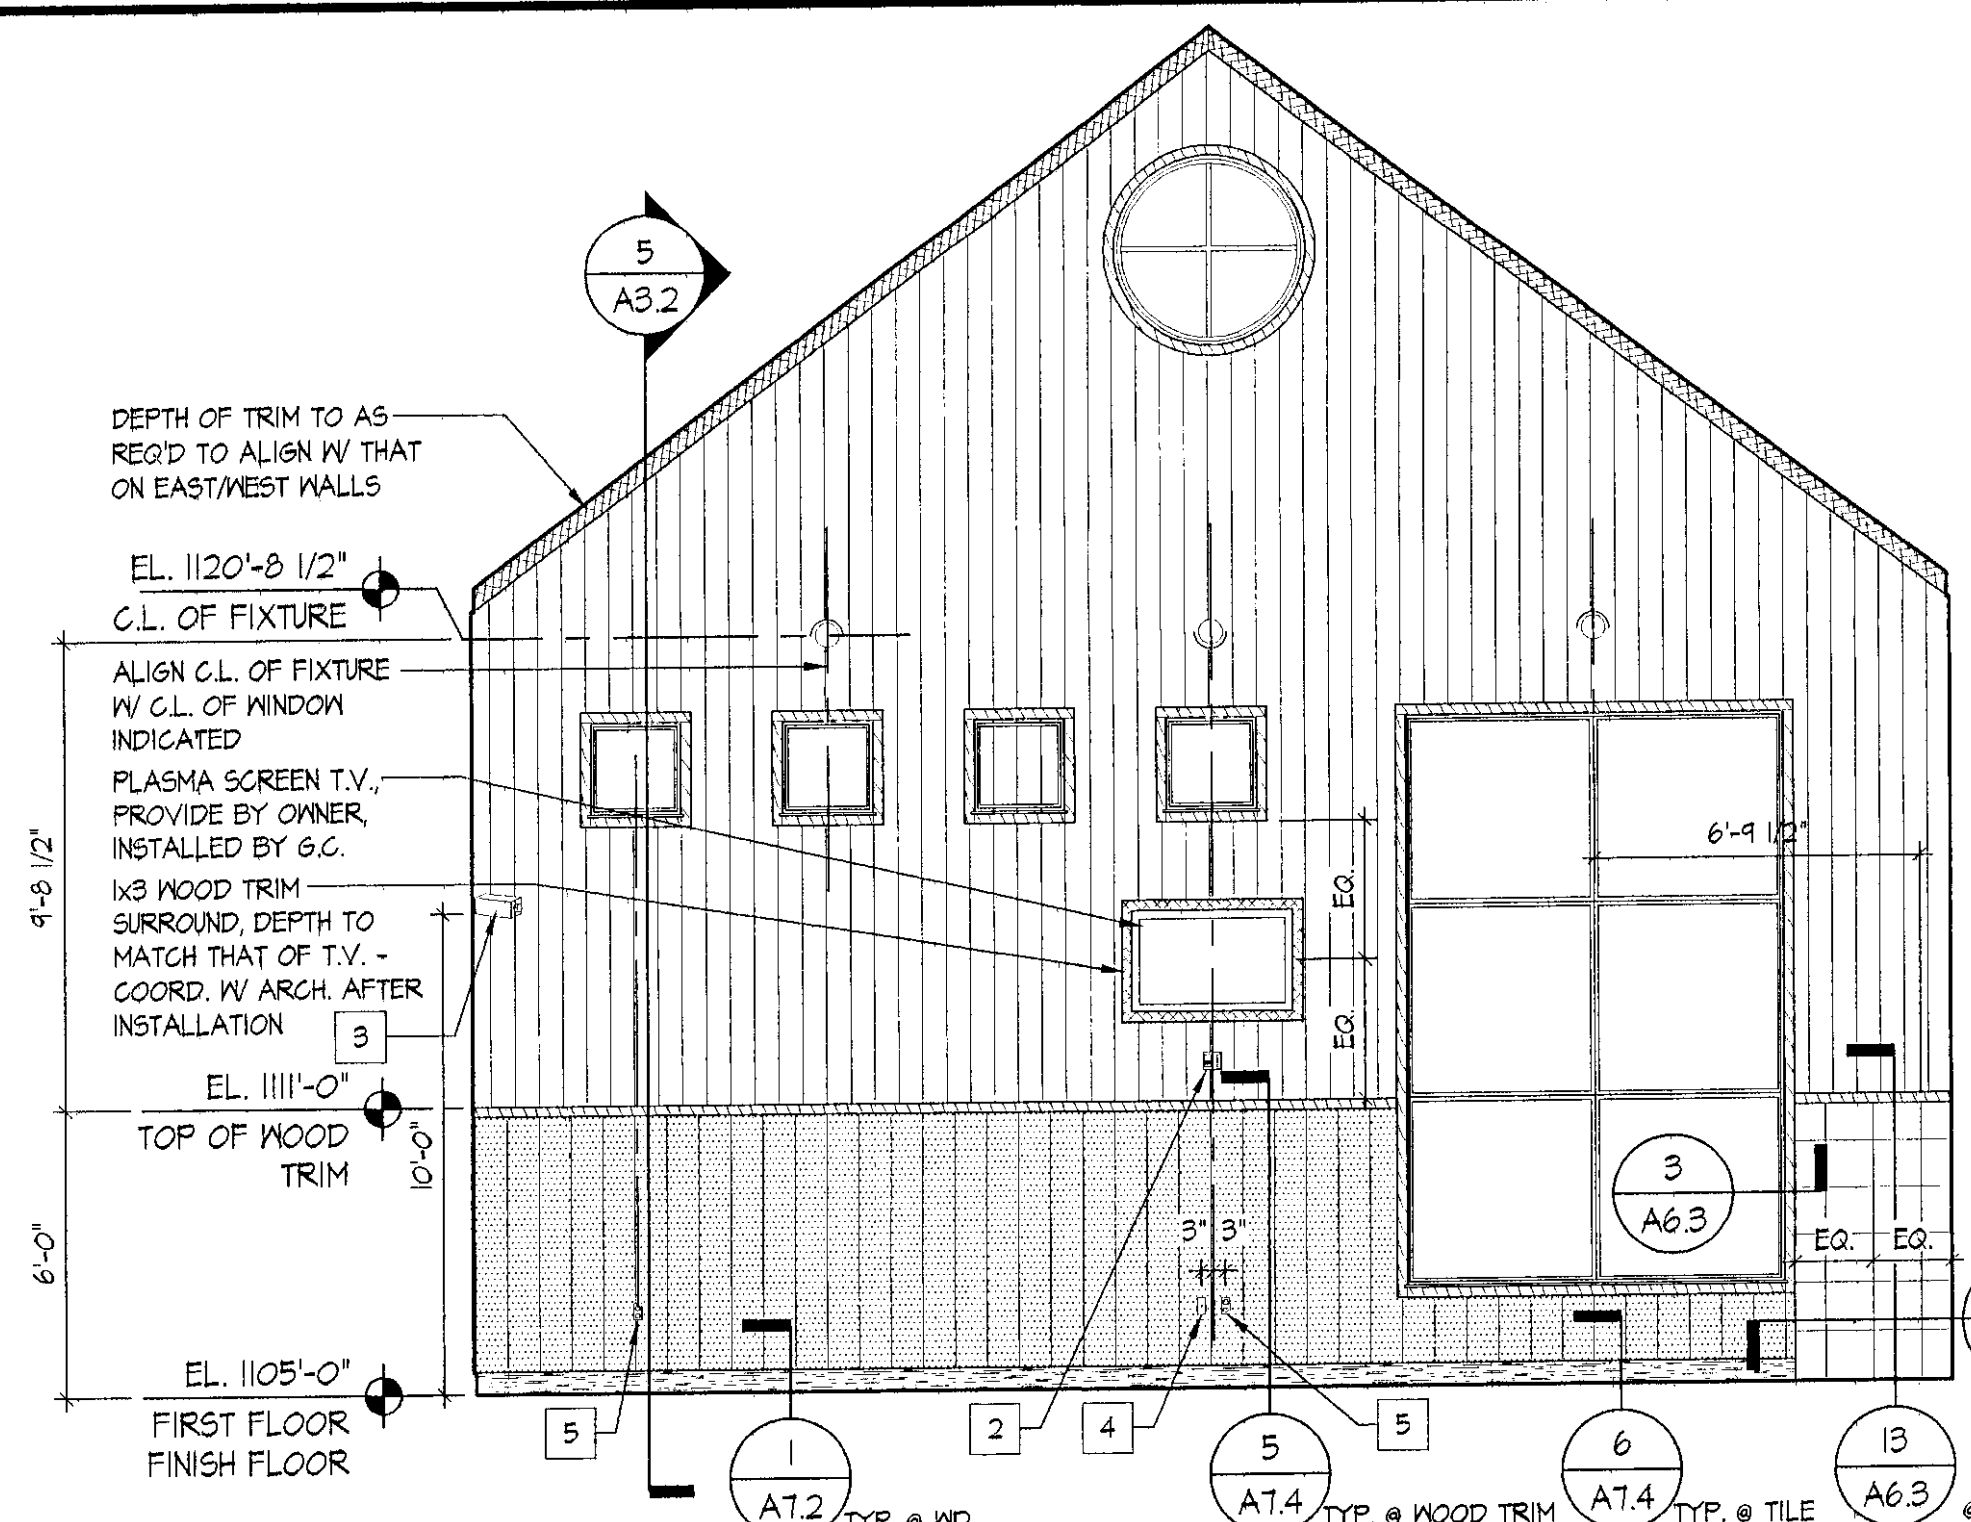 5
A3.2
DEPTH OF TRIM TO AS
REQ'D TO ALIGN W/ THAT
ON EAST/WEST WALLS
EL. 1120'-8 1/2"
C.L. OF FIXTURE
ALIGN C.L. OF FIXTURE
W/ C.L. OF WINDOW
INDICATED
PLASMA SCREEN T.V.,
PROVIDE BY OWNER,
INSTALLED BY G.C.
1x3 WOOD TRIM
SURROUND, DEPTH TO
MATCH THAT OF T.V. -
COORD. W/ ARCH. AFTER
INSTALLATION
3
9'-8 1/2"
6'-9 1/2"
EQ.
EQ.
EL. 1111'-0"
TOP OF WOOD
TRIM
10'-0"
6'-0"
3
A6.3
3" 3"
EQ. EQ.
EL. 1105'-0"
FIRST FLOOR
FINISH FLOOR
5
2
4
5
1
A7.2
TYP. @ WD
5
A7.4
TYP. @ WOOD TRIM
6
A7.4
TYP. @ TILE
13
A6.3
@